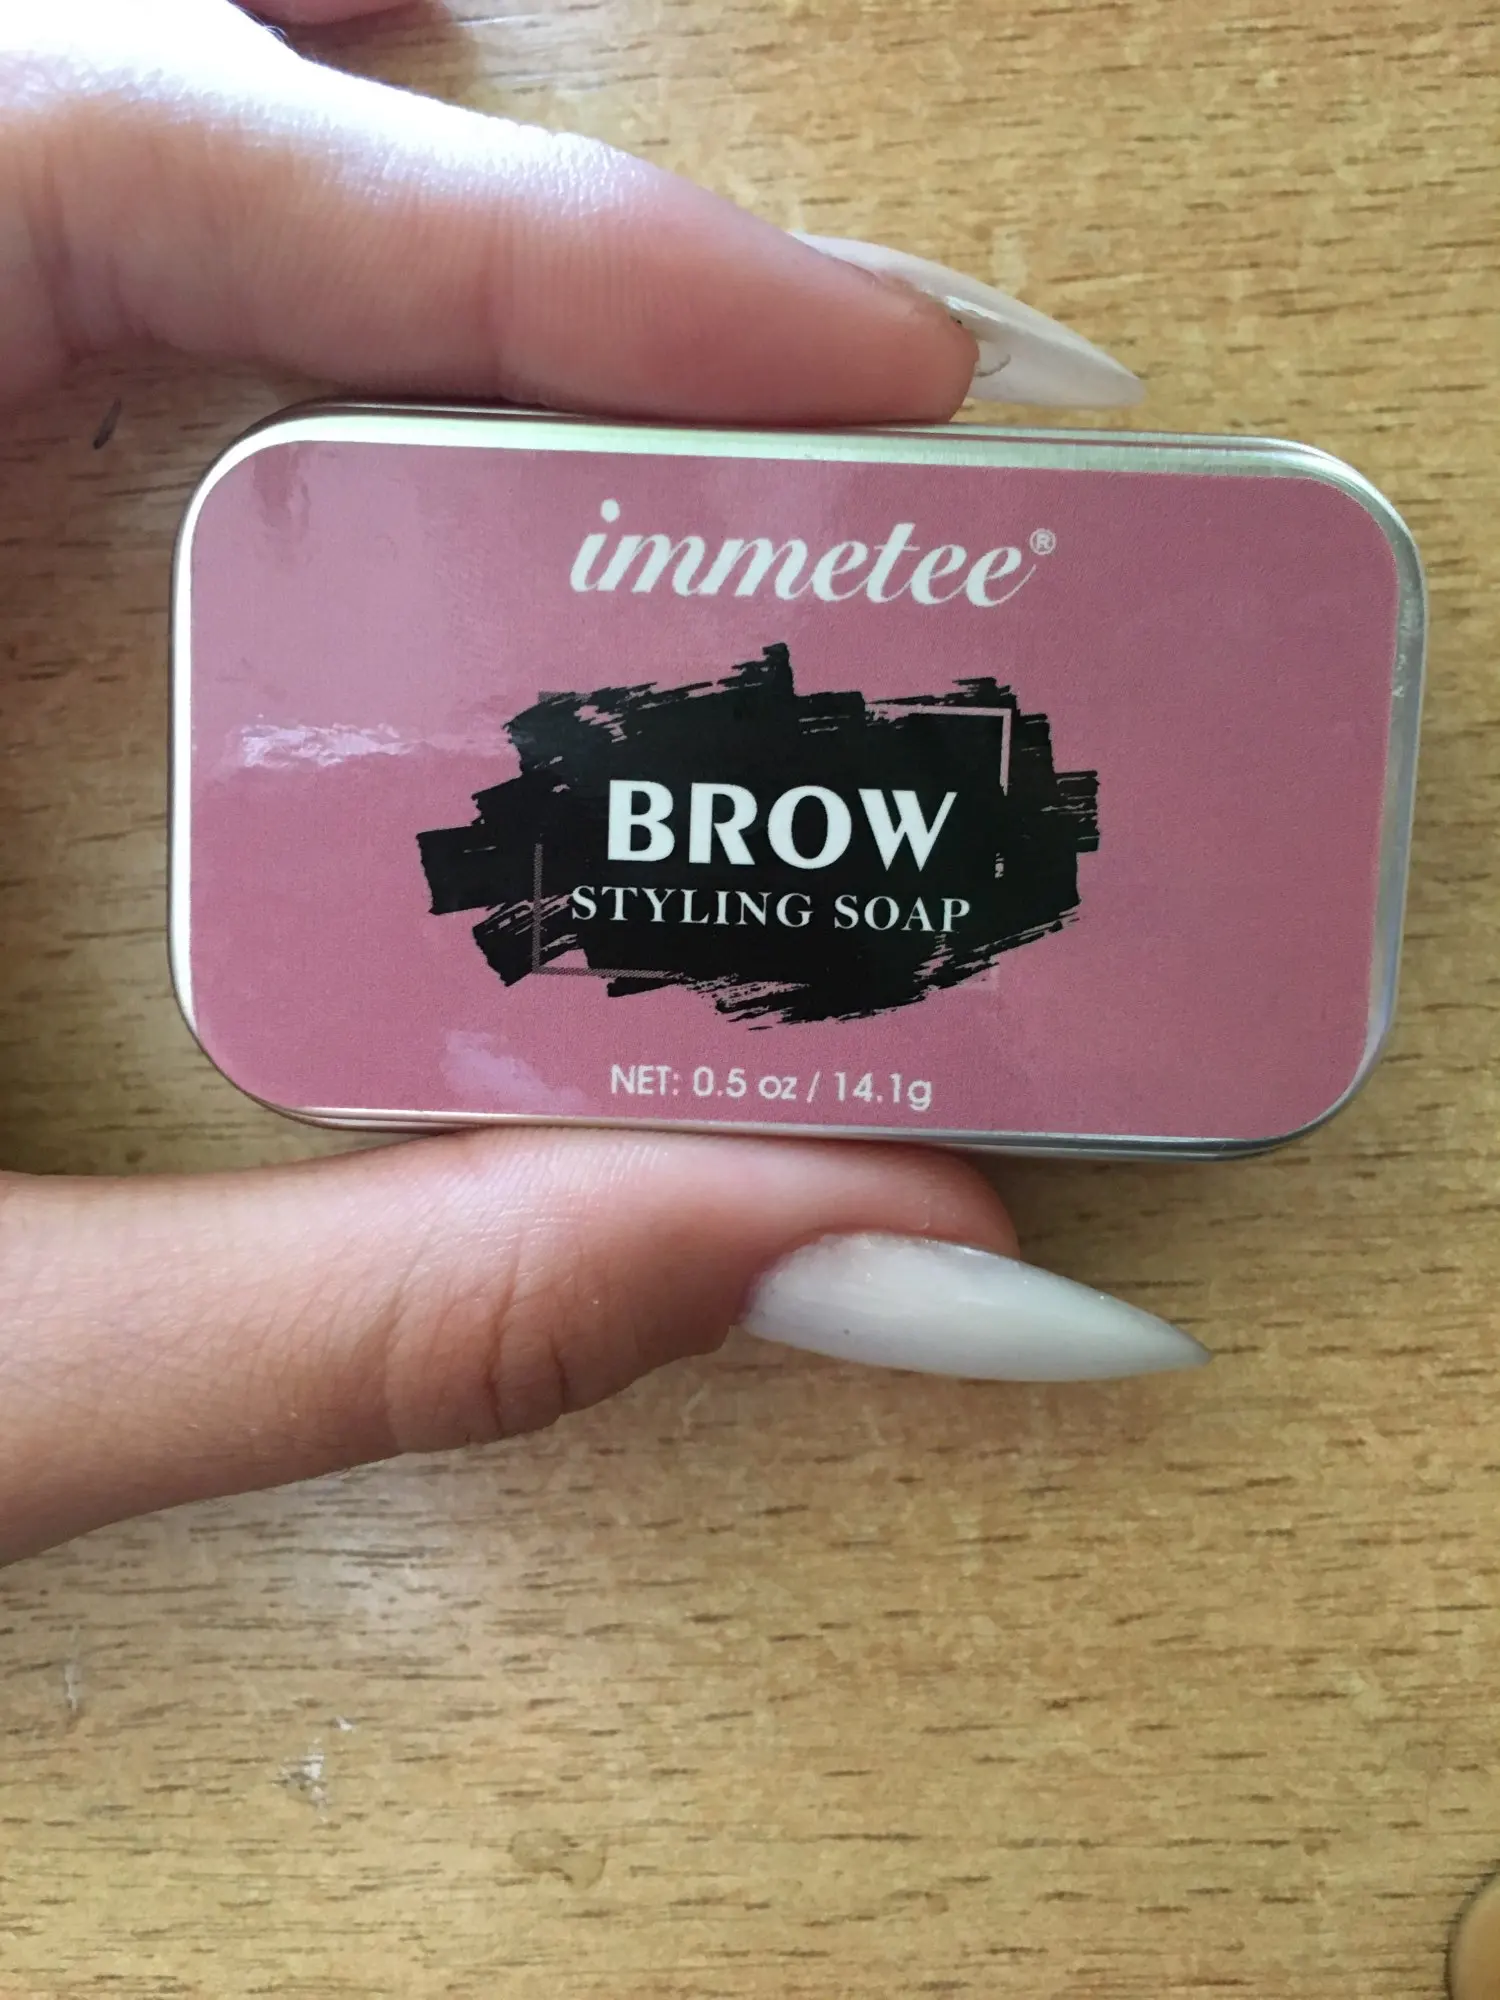 immetee®
BROW
STYLING SOAP
NET: 0.5 oz / 14.1g